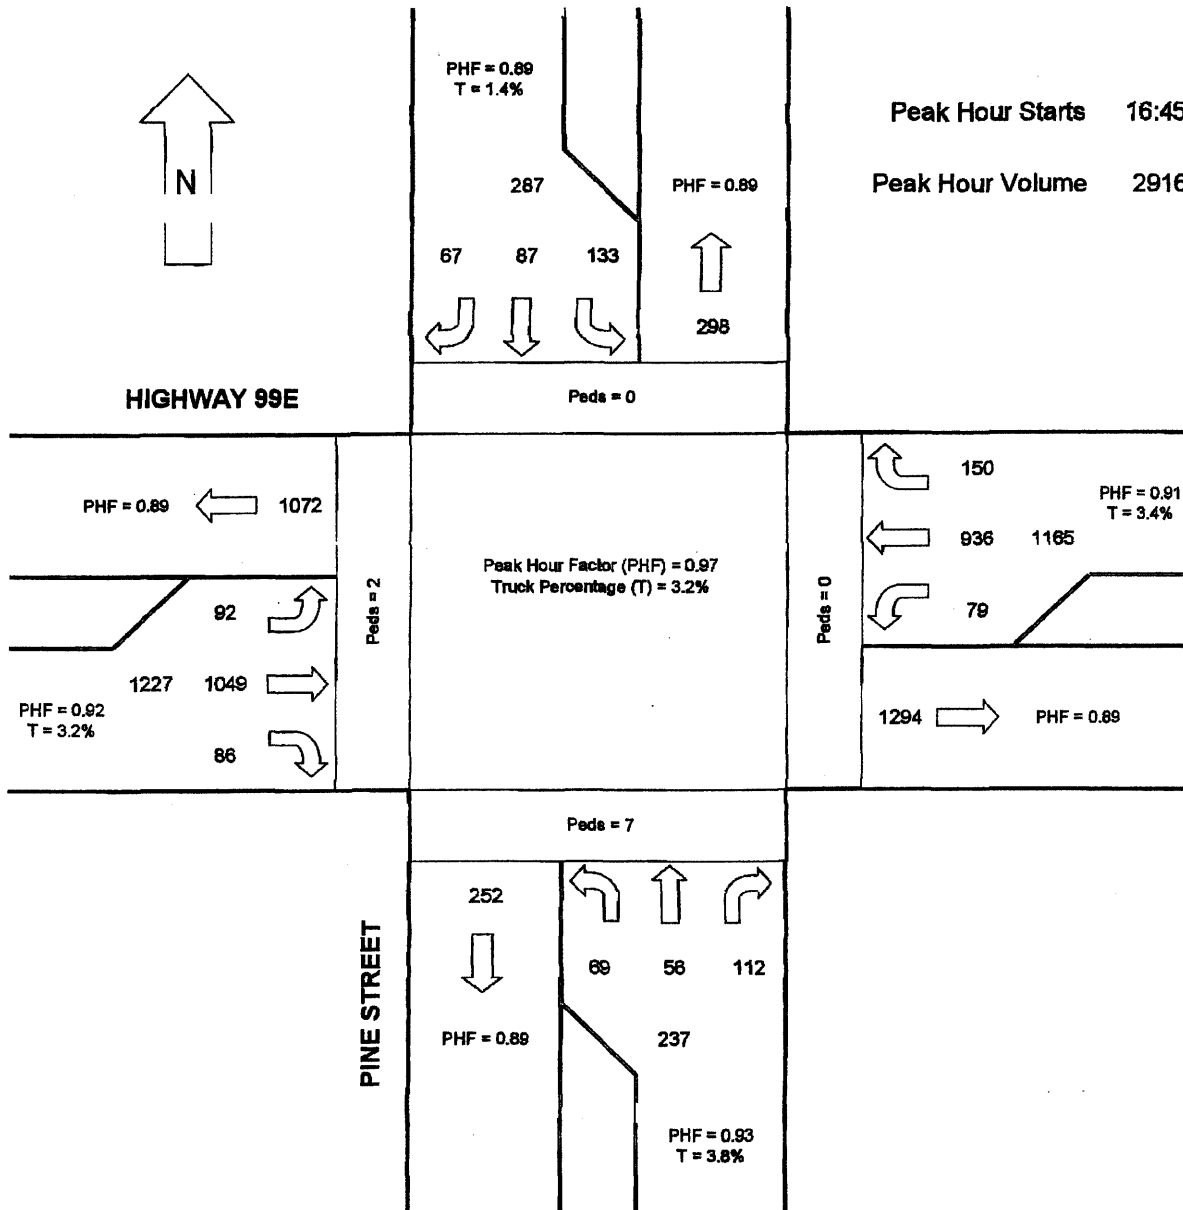 PHF = 0.89
T = 1.4%
Peak Hour Starts 16:45
N
287
PHF = 0.89
Peak Hour Volume 2916
67 87 133
298
HIGHWAY 99E
Peds = 0
150
PHF = 0.91
T = 3.4%
PHF = 0.89 1072
936 1165
Peak Hour Factor (PHF) = 0.97
Truck Percentage (T) = 3.2%
Peds = 2
Peds = 0
92
79
1227 1049
PHF = 0.92
T = 3.2%
86
1294 PHF = 0.89
Peds = 7
252
69 56 112
PINE STREET
PHF = 0.89
237
PHF = 0.93
T = 3.8%